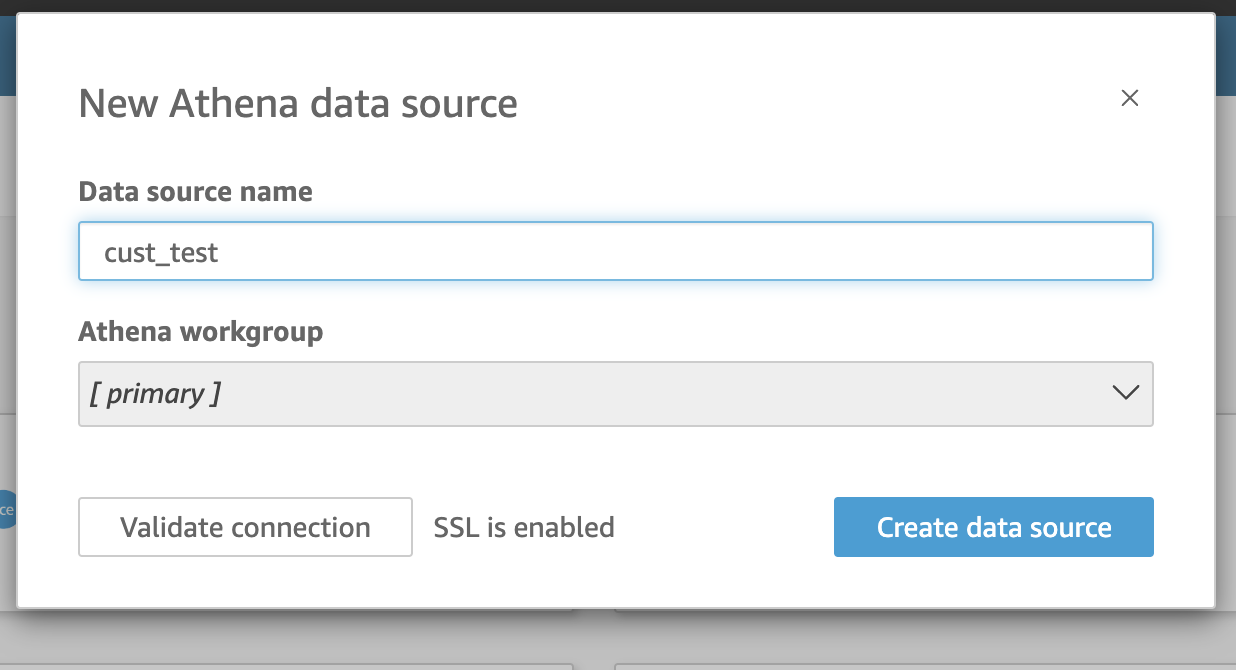 New Athena data source
Data source name
cust_test
Athena workgroup
[ primary ]
Validate connection
SSL is enabled
Create data source
ce